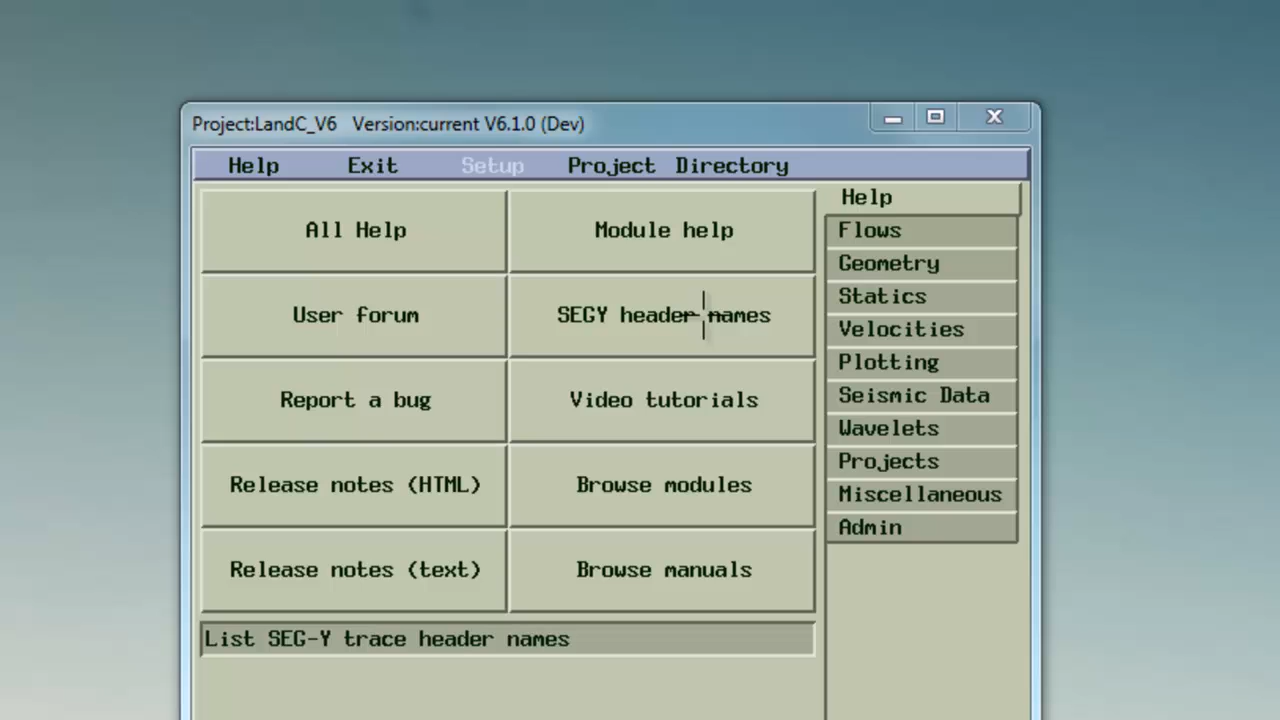 Project:LandC_V6 Version:current V6.1.0 (Dev)
Help Exit Setup Project Directory
All Help Module help
User forum SEGY header names
Report a bug Video tutorials
Release notes (HTML) Browse modules
Release notes (text) Browse manuals
List SEG-Y trace header names
Help
Flows
Geometry
Statics
Velocities
Plotting
Seismic Data
Wavelets
Projects
Miscellaneous
Admin